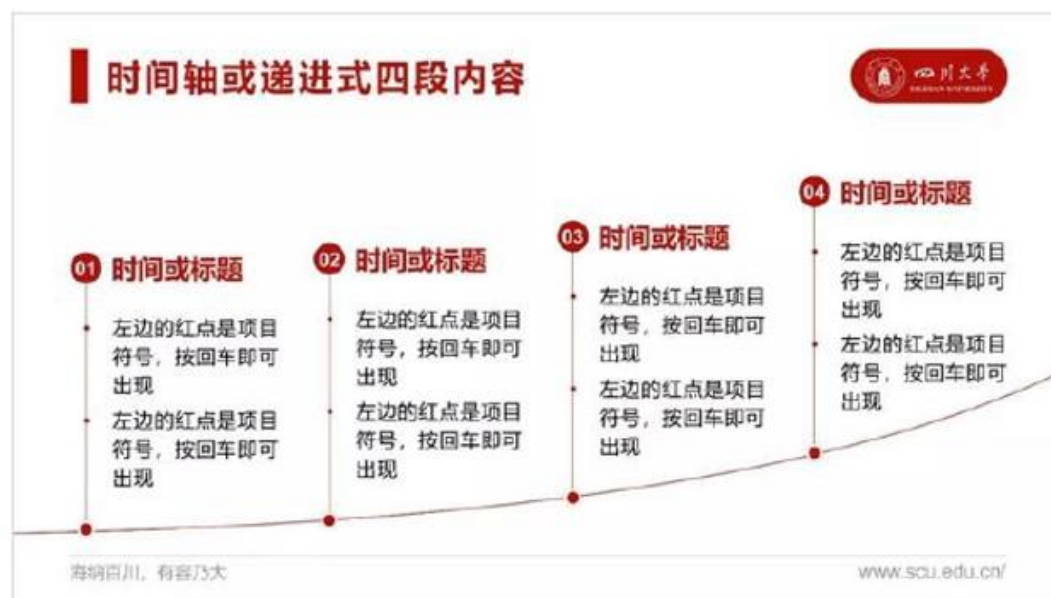 时间轴或递进式四段内容
四川大学
SICHUAN UNIVERSITY
01 时间或标题
左边的红点是项目
符号，按回车即可
出现
左边的红点是项目
符号，按回车即可
出现
02 时间或标题
左边的红点是项目
符号，按回车即可
出现
左边的红点是项目
符号，按回车即可
出现
03 时间或标题
左边的红点是项目
符号，按回车即可
出现
左边的红点是项目
符号，按回车即可
出现
04 时间或标题
左边的红点是项目
符号，按回车即可
出现
左边的红点是项目
符号，按回车即可
出现
海纳百川，有容乃大
www.scu.edu.cn/